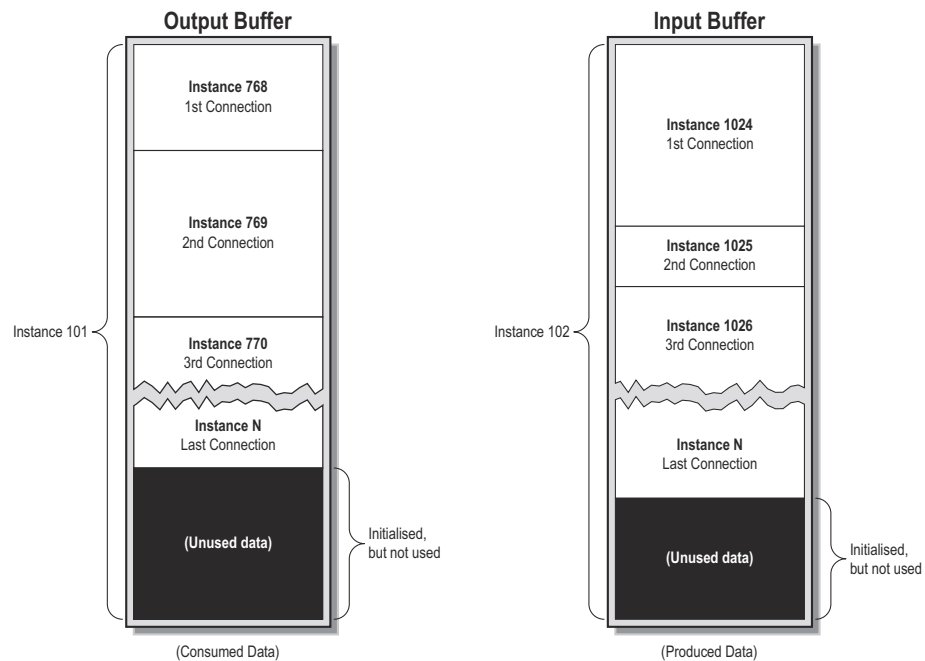 Output Buffer
Instance 768
1st Connection
Instance 769
2nd Connection
Instance 101
Instance 770
3rd Connection
Instance N
Last Connection
(Unused data)
Initialised,
but not used
(Consumed Data)
Input Buffer
Instance 1024
1st Connection
Instance 1025
2nd Connection
Instance 102
Instance 1026
3rd Connection
Instance N
Last Connection
(Unused data)
Initialised,
but not used
(Produced Data)